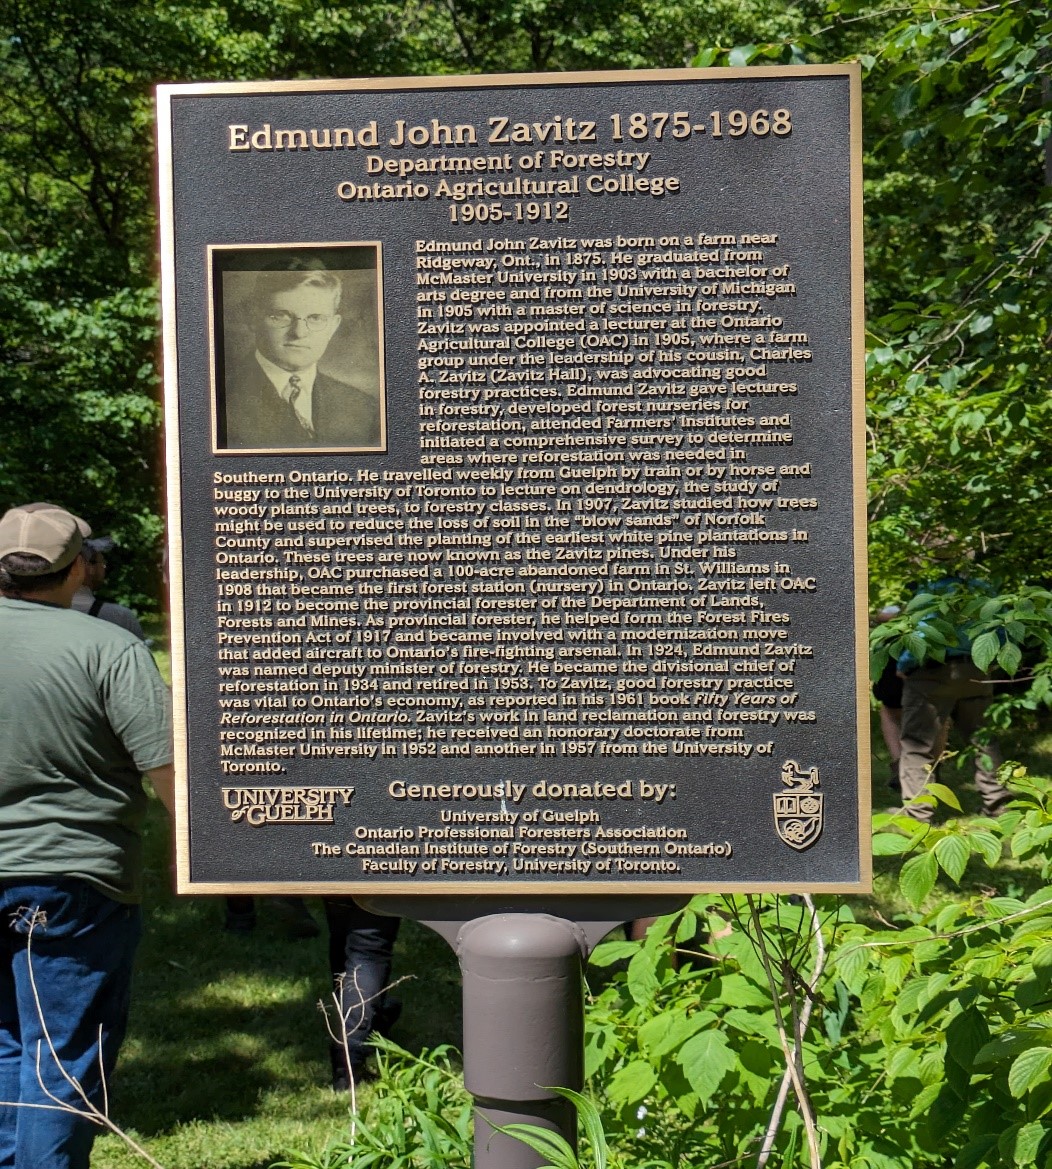 Edmund John Zavitz 1875-1968
Department of Forestry
Ontario Agricultural College
1905-1912
Edmund John Zavitz was born on a farm near
Ridgeway, Ont., in 1875. He graduated from
McMaster University in 1903 with a bachelor of
arts degree and from the University of Michigan
in 1905 with a master of science in forestry.
Zavitz was appointed a lecturer at the Ontario
Agricultural College (OAC) in 1905, where a farm
group under the leadership of his cousin, Charles
A. Zavitz (Zavitz Hall), was advocating good
forestry practices. Edmund Zavitz gave lectures
in forestry, developed forest nurseries for
reforestation, attended Farmers' Institutes and
initiated a comprehensive survey to determine
areas where reforestation was needed in
Southern Ontario. He travelled weekly from Guelph by train or by horse and
buggy to the University of Toronto to lecture on dendrology, the study of
woody plants and trees, to forestry classes. In 1907, Zavitz studied how trees
might be used to reduce the loss of soil in the "blow sands" of Norfolk
County and supervised the planting of the earliest white pine plantations in
Ontario. These trees are now known as the Zavitz pines. Under his
leadership, OAC purchased a 100-acre abandoned farm in St. Williams in
1908 that became the first forest station (nursery) in Ontario. Zavitz left OAC
in 1912 to become the provincial forester of the Department of Lands,
Forests and Mines. As provincial forester, he helped form the Forest Fires
Prevention Act of 1917 and became involved with a modernization move
that added aircraft to Ontario's fire-fighting arsenal. In 1924, Edmund Zavitz
was named deputy minister of forestry. He became the divisional chief of
reforestation in 1934 and retired in 1953. To Zavitz, good forestry practice
was vital to Ontario's economy, as reported in his 1961 book Fifty Years of
Reforestation in Ontario. Zavitz's work in land reclamation and forestry was
recognized in his lifetime; he received an honorary doctorate from
McMaster University in 1952 and another in 1957 from the University of
Toronto.
UNIVERSITY
of GUELPH
Generously donated by:
University of Guelph
Ontario Professional Foresters Association
The Canadian Institute of Forestry (Southern Ontario)
Faculty of Forestry, University of Toronto.